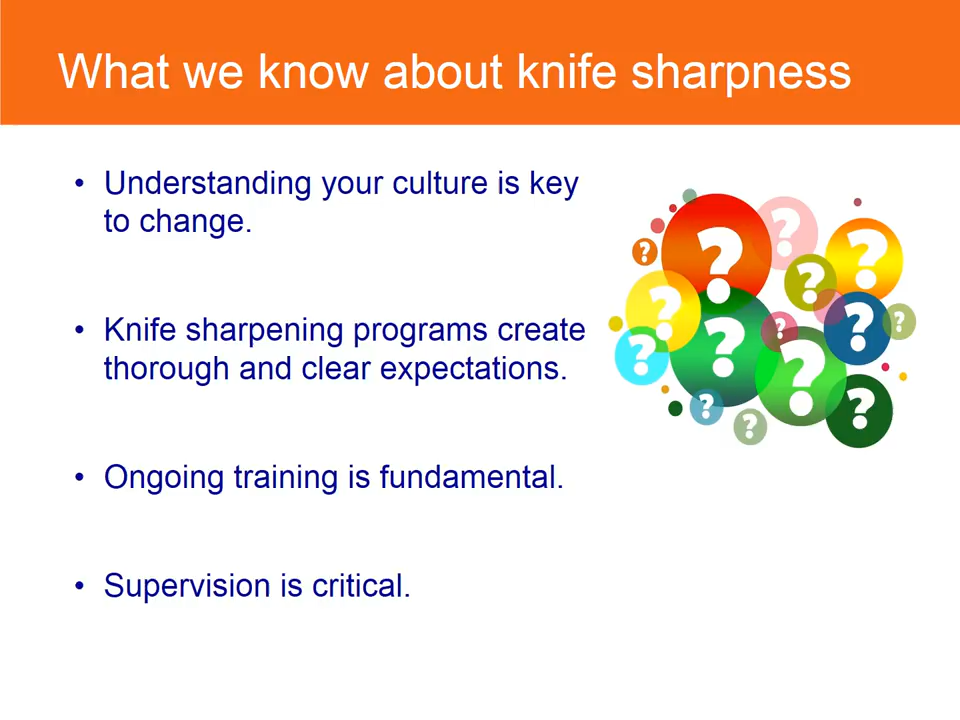 What we know about knife sharpness
• Understanding your culture is key
to change.
• Knife sharpening programs create
thorough and clear expectations.
• Ongoing training is fundamental.
• Supervision is critical.
? ? ? ? ? ? ? ? ? ? ? ? ? ?